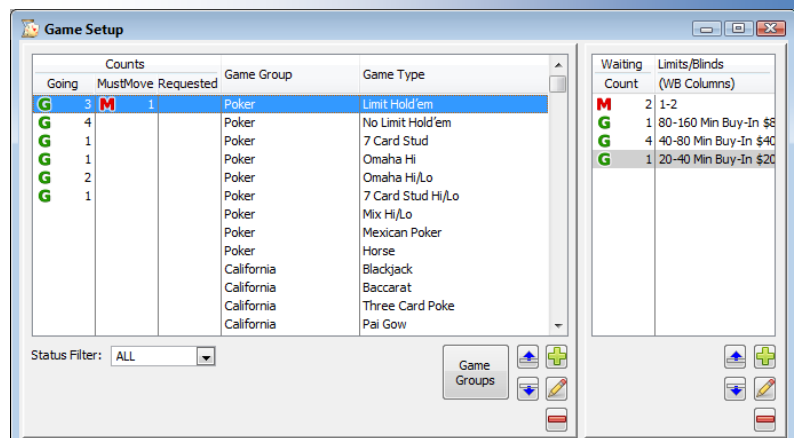 Game Setup
Counts
Going MustMove Requested Game Group Game Type
G 3 M 1 Poker Limit Hold'em
G 4 Poker No Limit Hold'em
G 1 Poker 7 Card Stud
G 1 Poker Omaha Hi
G 2 Poker Omaha Hi/Lo
G 1 Poker 7 Card Stud Hi/Lo
Poker Mix Hi/Lo
Poker Mexican Poker
Poker Horse
California Blackjack
California Baccarat
California Three Card Poke
California Pai Gow
Status Filter: ALL
Game
Groups
Waiting Limits/Blinds
Count (WB Columns)
M 2 1-2
G 1 80-160 Min Buy-In $8
G 4 40-80 Min Buy-In $40
G 1 20-40 Min Buy-In $20